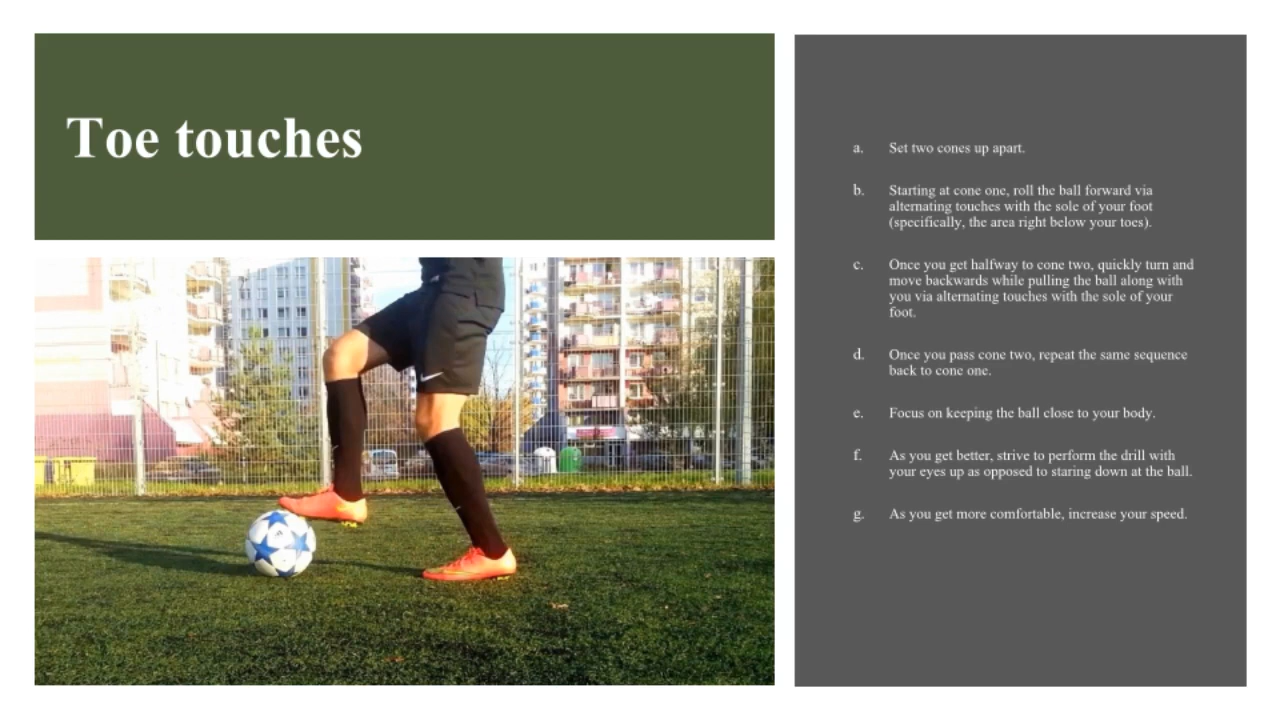 Toe touches
a. Set two cones up apart.
b. Starting at cone one, roll the ball forward via
alternating touches with the sole of your foot
(specifically, the area right below your toes).
c. Once you get halfway to cone two, quickly turn and
move backwards while pulling the ball along with
you via alternating touches with the sole of your
foot.
d. Once you pass cone two, repeat the same sequence
back to cone one.
e. Focus on keeping the ball close to your body.
f. As you get better, strive to perform the drill with
your eyes up as opposed to staring down at the ball.
g. As you get more comfortable, increase your speed.